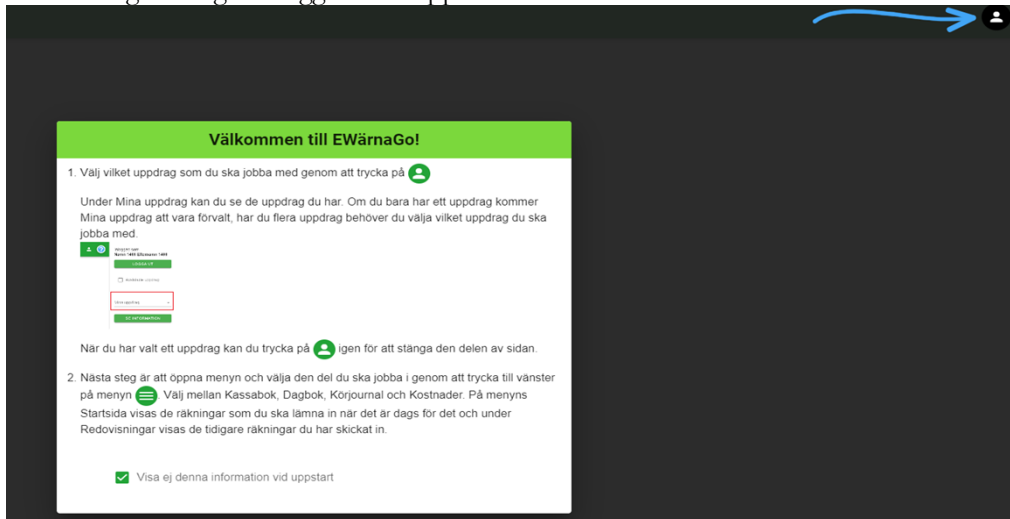 Välkommen till EWärnaGo!
1. Välj vilket uppdrag som du ska jobba med genom att trycka på
Under Mina uppdrag kan du se de uppdrag du har. Om du bara har ett uppdrag kommer
Mina uppdrag att vara förvalt, har du flera uppdrag behöver du välja vilket uppdrag du ska
jobba med.
LOGGA UT
Mina uppdrag
När du har valt ett uppdrag kan du trycka på igen för att stänga den delen av sidan.
2. Nästa steg är att öppna menyn och välja den del du ska jobba i genom att trycka till vänster
på menyn . Välj mellan Kassabok, Dagbok, Körjournal och Kostnader. På menyns
Startsida visas de räkningar som du ska lämna in när det är dags för det och under
Redovisningar visas de tidigare räkningar du har skickat in.
Visa ej denna information vid uppstart